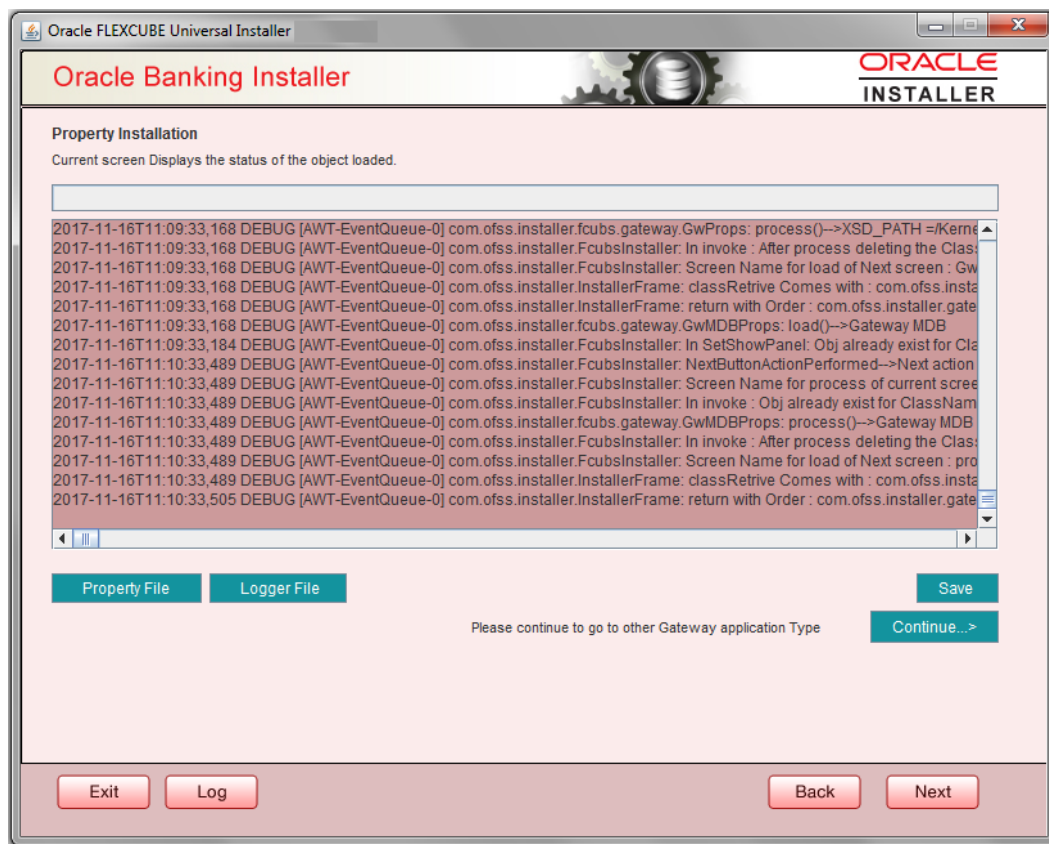 Oracle FLEXCUBE Universal Installer
Oracle Banking Installer
ORACLE
INSTALLER
Property Installation
Current screen Displays the status of the object loaded.
2017-11-16T11:09:33,168 DEBUG [AWT-EventQueue-0] com.ofss.installer.fcubs.gateway.GwProps: process()-->XSD_PATH =/Kerne
2017-11-16T11:09:33,168 DEBUG [AWT-EventQueue-0] com.ofss.installer.FcubsInstaller: In invoke : After process deleting the Class
2017-11-16T11:09:33,168 DEBUG [AWT-EventQueue-0] com.ofss.installer.FcubsInstaller: Screen Name for load of Next screen : Gw
2017-11-16T11:09:33,168 DEBUG [AWT-EventQueue-0] com.ofss.installer.InstallerFrame: classRetrive Comes with : com.ofss.insta
2017-11-16T11:09:33,168 DEBUG [AWT-EventQueue-0] com.ofss.installer.InstallerFrame: return with Order : com.ofss.installer.gate
2017-11-16T11:09:33,168 DEBUG [AWT-EventQueue-0] com.ofss.installer.fcubs.gateway.GwMDBProps: load()-->Gateway MDB
2017-11-16T11:09:33,184 DEBUG [AWT-EventQueue-0] com.ofss.installer.FcubsInstaller: In SetShowPanel: Obj already exist for Cla
2017-11-16T11:10:33,489 DEBUG [AWT-EventQueue-0] com.ofss.installer.FcubsInstaller: NextButtonActionPerformed-->Next action
2017-11-16T11:10:33,489 DEBUG [AWT-EventQueue-0] com.ofss.installer.FcubsInstaller: Screen Name for process of current scree
2017-11-16T11:10:33,489 DEBUG [AWT-EventQueue-0] com.ofss.installer.FcubsInstaller: In invoke : Obj already exist for ClassNam
2017-11-16T11:10:33,489 DEBUG [AWT-EventQueue-0] com.ofss.installer.fcubs.gateway.GwMDBProps: process()-->Gateway MDB
2017-11-16T11:10:33,489 DEBUG [AWT-EventQueue-0] com.ofss.installer.FcubsInstaller: In invoke : After process deleting the Class
2017-11-16T11:10:33,489 DEBUG [AWT-EventQueue-0] com.ofss.installer.FcubsInstaller: Screen Name for load of Next screen : pro
2017-11-16T11:10:33,489 DEBUG [AWT-EventQueue-0] com.ofss.installer.InstallerFrame: classRetrive Comes with : com.ofss.insta
2017-11-16T11:10:33,505 DEBUG [AWT-EventQueue-0] com.ofss.installer.InstallerFrame: return with Order : com.ofss.installer.gate
Property File Logger File Save
Please continue to go to other Gateway application Type Continue...>
Exit Log Back Next